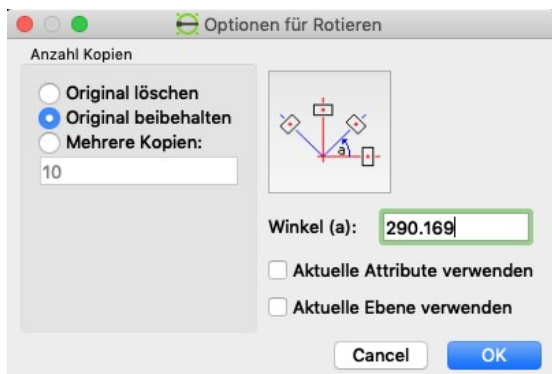 Optionen für Rotieren
Anzahl Kopien
Original löschen
Original beibehalten
Mehrere Kopien:
10
a
Winkel (a): 290.169
Aktuelle Attribute verwenden
Aktuelle Ebene verwenden
Cancel OK